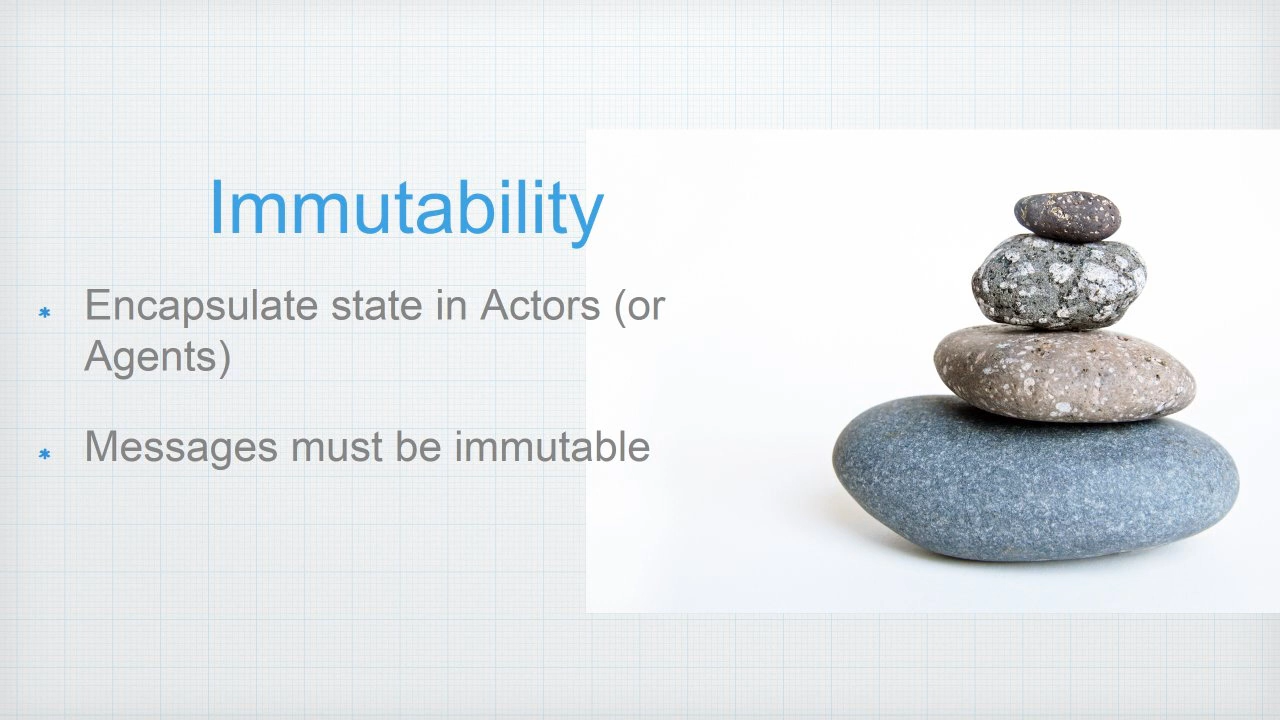 Immutability
* Encapsulate state in Actors (or
Agents)
* Messages must be immutable